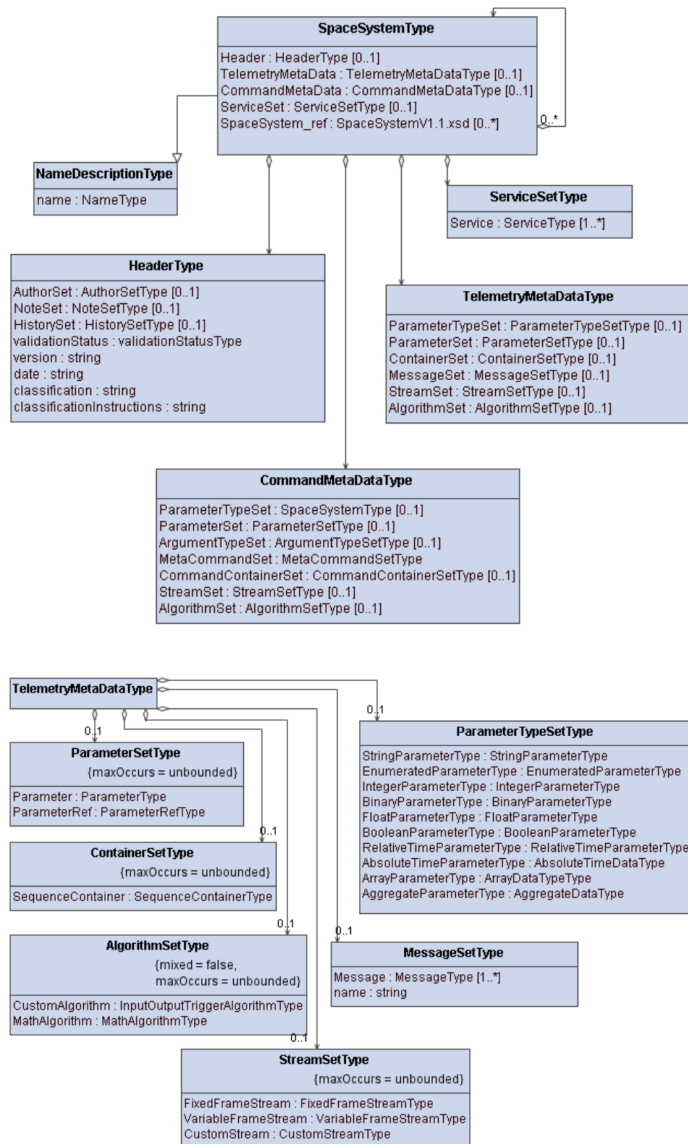 SpaceSystemType
Header : HeaderType [0..1]
TelemetryMetaData : TelemetryMetaDataType [0..1]
CommandMetaData : CommandMetaDataType [0..1]
ServiceSet : ServiceSetType [0..1]
SpaceSystem_ref : SpaceSystemV1.1.xsd [0..*]
0..*
NameDescriptionType
name : NameType
ServiceSetType
Service : ServiceType [1..*]
HeaderType
AuthorSet : AuthorSetType [0..1]
NoteSet : NoteSetType [0..1]
HistorySet : HistorySetType [0..1]
validationStatus : validationStatusType
version : string
date : string
classification : string
classificationInstructions : string
TelemetryMetaDataType
ParameterTypeSet : ParameterTypeSetType [0..1]
ParameterSet : ParameterSetType [0..1]
ContainerSet : ContainerSetType [0..1]
MessageSet : MessageSetType [0..1]
StreamSet : StreamSetType [0..1]
AlgorithmSet : AlgorithmSetType [0..1]
CommandMetaDataType
ParameterTypeSet : SpaceSystemType [0..1]
ParameterSet : ParameterSetType [0..1]
ArgumentTypeSet : ArgumentTypeSetType [0..1]
MetaCommandSet : MetaCommandSetType
CommandContainerSet : CommandContainerSetType [0..1]
StreamSet : StreamSetType [0..1]
AlgorithmSet : AlgorithmSetType [0..1]
TelemetryMetaDataType
0..1
0..1
ParameterSetType
{maxOccurs = unbounded}
Parameter : ParameterType
ParameterRef : ParameterRefType
ParameterTypeSetType
StringParameterType : StringParameterType
EnumeratedParameterType : EnumeratedParameterType
IntegerParameterType : IntegerParameterType
BinaryParameterType : BinaryParameterType
FloatParameterType : FloatParameterType
BooleanParameterType : BooleanParameterType
RelativeTimeParameterType : RelativeTimeParameterType
AbsoluteTimeParameterType : AbsoluteTimeDataType
ArrayParameterType : ArrayDataTypeType
AggregateParameterType : AggregateDataType
0..1
ContainerSetType
{maxOccurs = unbounded}
SequenceContainer : SequenceContainerType
0..1
0..1
AlgorithmSetType
{mixed = false,
maxOccurs = unbounded}
CustomAlgorithm : InputOutputTriggerAlgorithmType
MathAlgorithm : MathAlgorithmType
MessageSetType
Message : MessageType [1..*]
name : string
0..1
StreamSetType
{maxOccurs = unbounded}
FixedFrameStream : FixedFrameStreamType
VariableFrameStream : VariableFrameStreamType
CustomStream : CustomStreamType